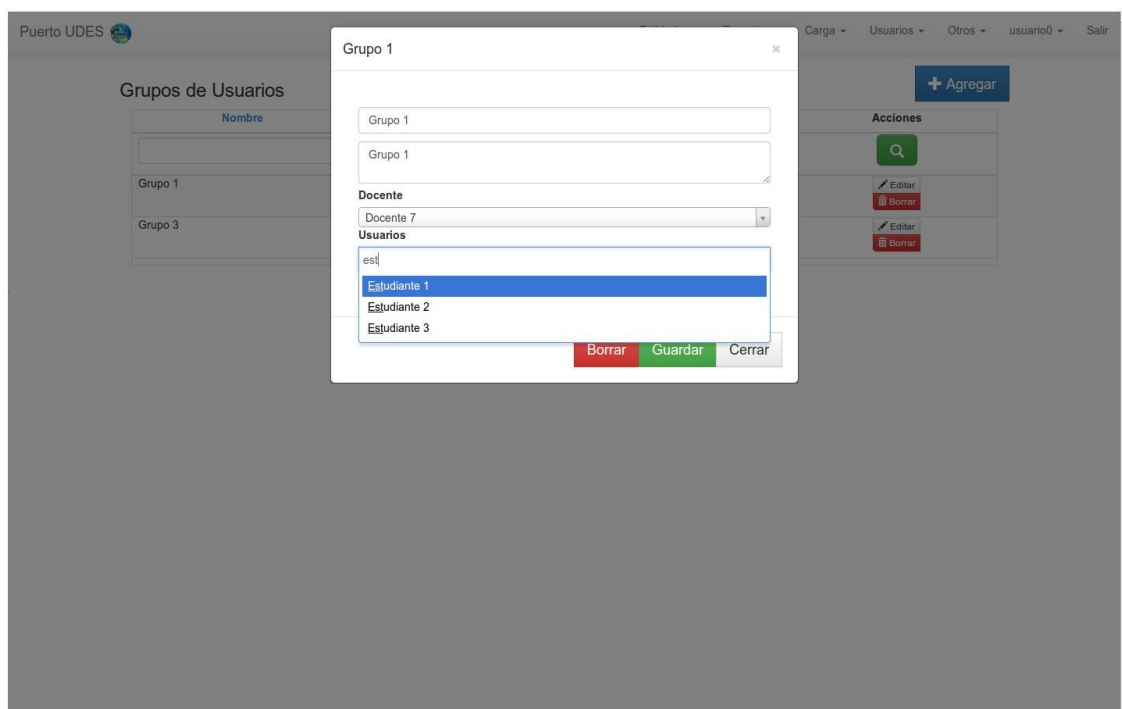 Puerto UDES
Carga Usuarios Otros usuario0 Salir
Grupo 1 ×
Grupos de Usuarios
Agregar
Nombre
Acciones
Grupo 1
Grupo 1
Grupo 1
Editar
Borrar
Docente
Docente 7
Grupo 3
Editar
Borrar
Usuarios
est
Estudiante 1
Estudiante 2
Estudiante 3
Borrar Guardar Cerrar